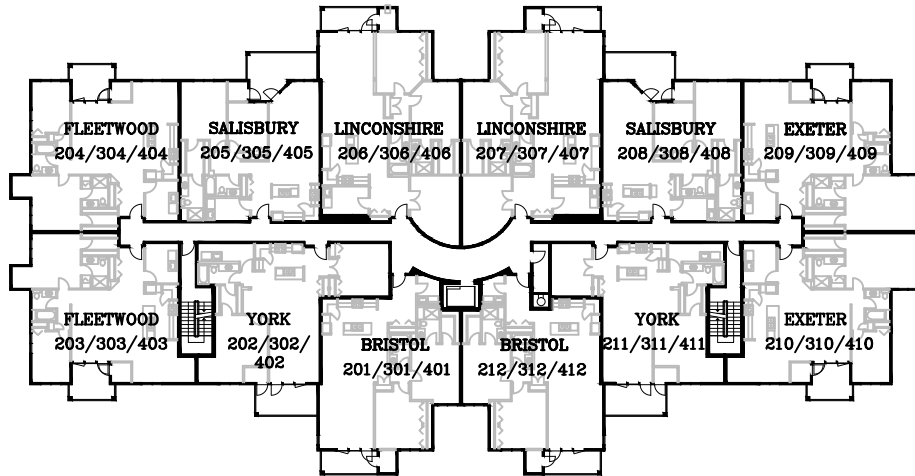 FLEETWOOD
204/304/404
SALISBURY
205/305/405
LINCONSHIRE
206/306/406
LINCONSHIRE
207/307/407
SALISBURY
208/308/408
EXETER
209/309/409
FLEETWOOD
203/303/403
YORK
202/302/
402
BRISTOL
201/301/401
BRISTOL
212/312/412
YORK
211/311/411
EXETER
210/310/410